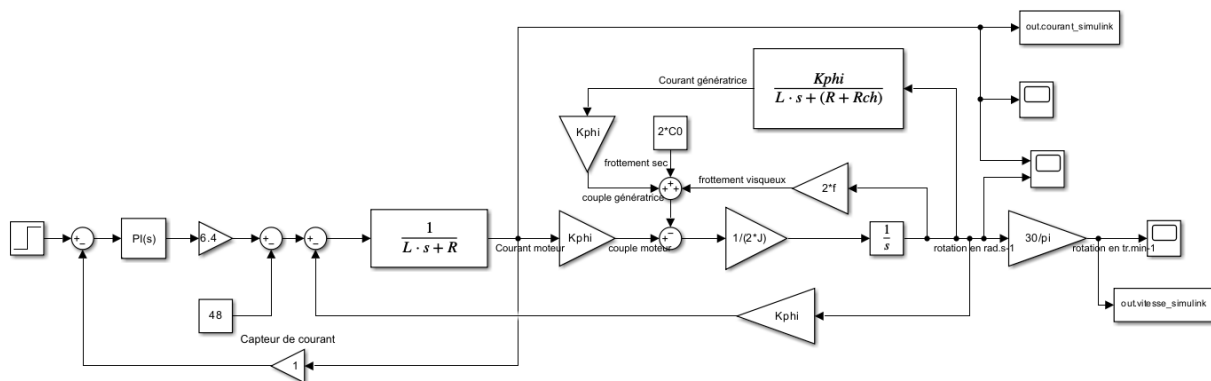 out.courant_simulink
Courant génératrice
Kphi
L · s + (R + Rch)
Kphi
2*C0
frottement sec
frottement visqueux
2*f
couple génératrice
PI(s)
6.4
1
L · s + R
Courant moteur
Kphi
couple moteur
1/(2*J)
1
s
rotation en rad.s-1
30/pi
rotation en tr.min-1
48
Kphi
out.vitesse_simulink
Capteur de courant
1